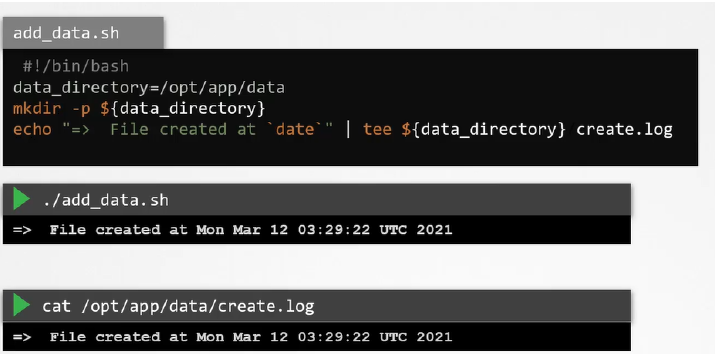 add_data.sh
#!/bin/bash
data_directory=/opt/app/data
mkdir -p ${data_directory}
echo "=>  File created at `date`" | tee ${data_directory} create.log
./add_data.sh
=>  File created at Mon Mar 12 03:29:22 UTC 2021
cat /opt/app/data/create.log
=>  File created at Mon Mar 12 03:29:22 UTC 2021